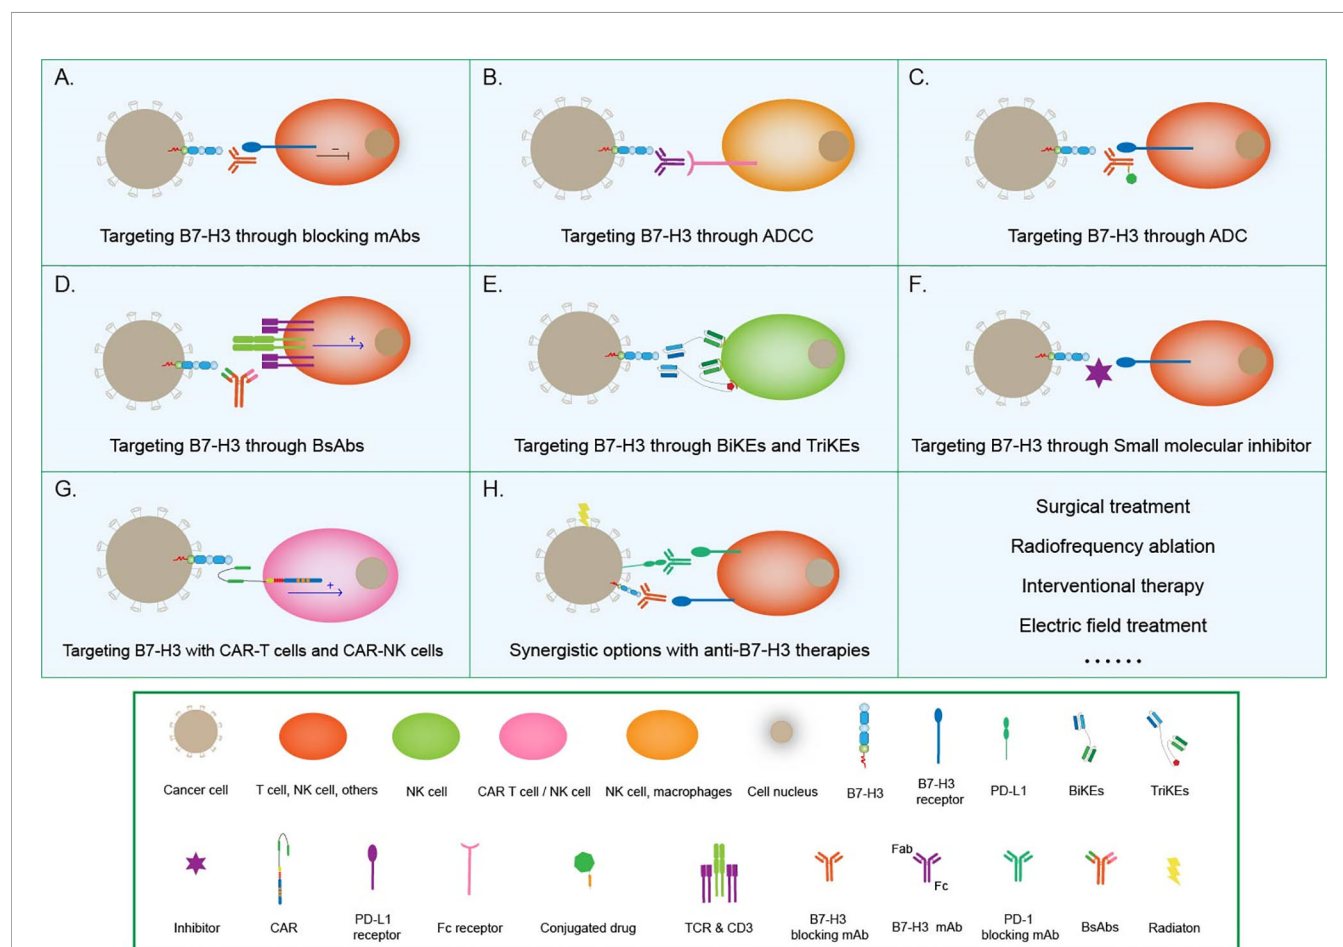 A.
Targeting B7-H3 through blocking mAbs
B.
Targeting B7-H3 through ADCC
C.
Targeting B7-H3 through ADC
D.
+
Targeting B7-H3 through BsAbs
E.
Targeting B7-H3 through BiKEs and TriKEs
F.
Targeting B7-H3 through Small molecular inhibitor
G.
+
Targeting B7-H3 with CAR-T cells and CAR-NK cells
H.
Synergistic options with anti-B7-H3 therapies
Surgical treatment
Radiofrequency ablation
Interventional therapy
Electric field treatment
......
Cancer cell
T cell, NK cell, others
NK cell
CAR T cell / NK cell
NK cell, macrophages
Cell nucleus
B7-H3
B7-H3
receptor
PD-L1
BiKEs
TriKEs
Inhibitor
CAR
PD-L1
receptor
Fc receptor
Conjugated drug
TCR & CD3
B7-H3
blocking mAb
Fab
Fc
B7-H3 mAb
PD-1
blocking mAb
BsAbs
Radiaton